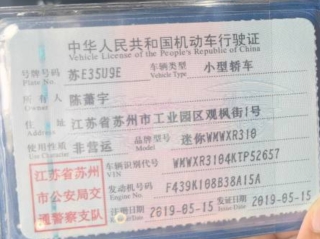 中华人民共和国机动车行驶证
Vehicle License of the People's Republic of China
号牌号码 苏E35U9E 车辆类型 小型轿车
Plate No. Vehicle Type
所有人 陈萧宇
Owner
住址 江苏省苏州市工业园区观枫街1号
Address
使用性质 非营运 品牌型号 迷你WMWXR310
Use Character
江苏省苏州市公安局交通警察支队
车辆识别代号 WMWXR3104KTP52657
VIN
发动机号码 F439K108B38A15A
Engine No.
注册日期 2019-05-15 发证日期 2019-05-15